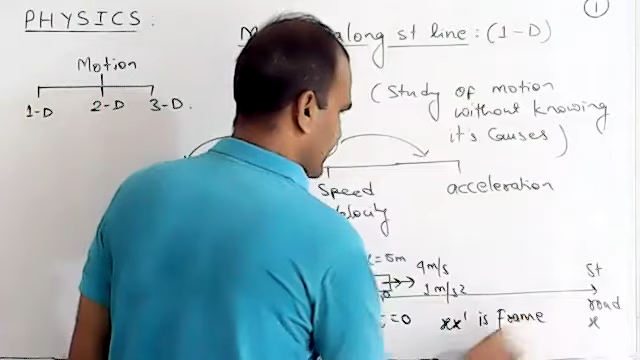 PHYSICS:
1
along st line: (1-D)
Motion
1-D 2-D 3-D.
(Study of motion
without knowing
it's causes)
Speed
acceleration
4m/s
1m/s2
st
road
x
=0
xx' is frame